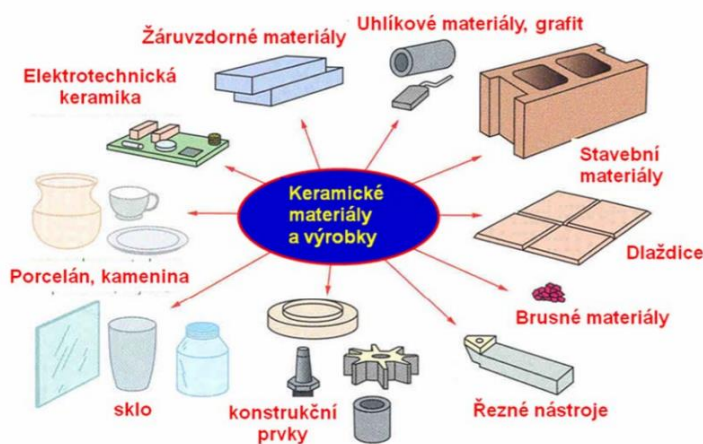 Žáruvzdorné materiály
Uhlíkové materiály, grafit
Elektrotechnická
keramika
Stavební
materiály
Keramické
materiály
a výrobky
Dlaždice
Porcelán, kamenina
Brusné materiály
sklo
konstrukční
prvky
Řezné nástroje